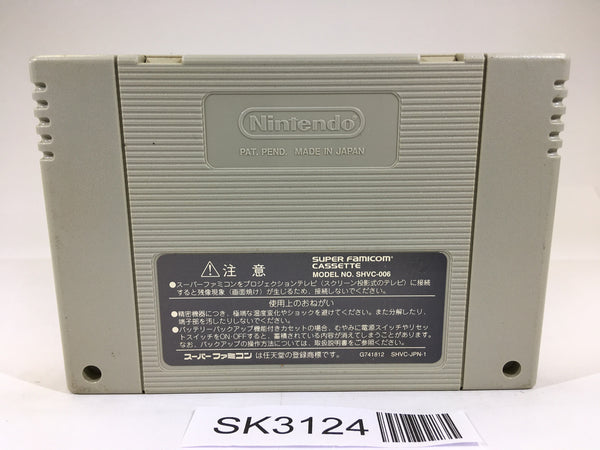 Nintendo
PAT. PEND. MADE IN JAPAN
⚠注意
SUPER FAMICOM
CASSETTE
MODEL NO. SHVC-006
●スーパーファミコンをプロジェクションテレビ（スクリーン投影式のテレビ）に接続
すると残像現象（画面焼け）が生じるため、接続しないでください。
使用上のおねがい
●精密機器につき、極端な温度変化やショックを避けてください。また分解したり、
端子部を汚したりしないでください。
●バッテリーバックアップ機能付きカセットの場合、むやみに電源スイッチやリセッ
トスイッチをON・OFFすると、蓄積されている内容が消えてしまうことがあります。
なお、バックアップの操作方法については、取扱説明書をご参照ください。
スーパーファミコン は任天堂の登録商標です。 G741812 SHVC-JPN-1
SK3124